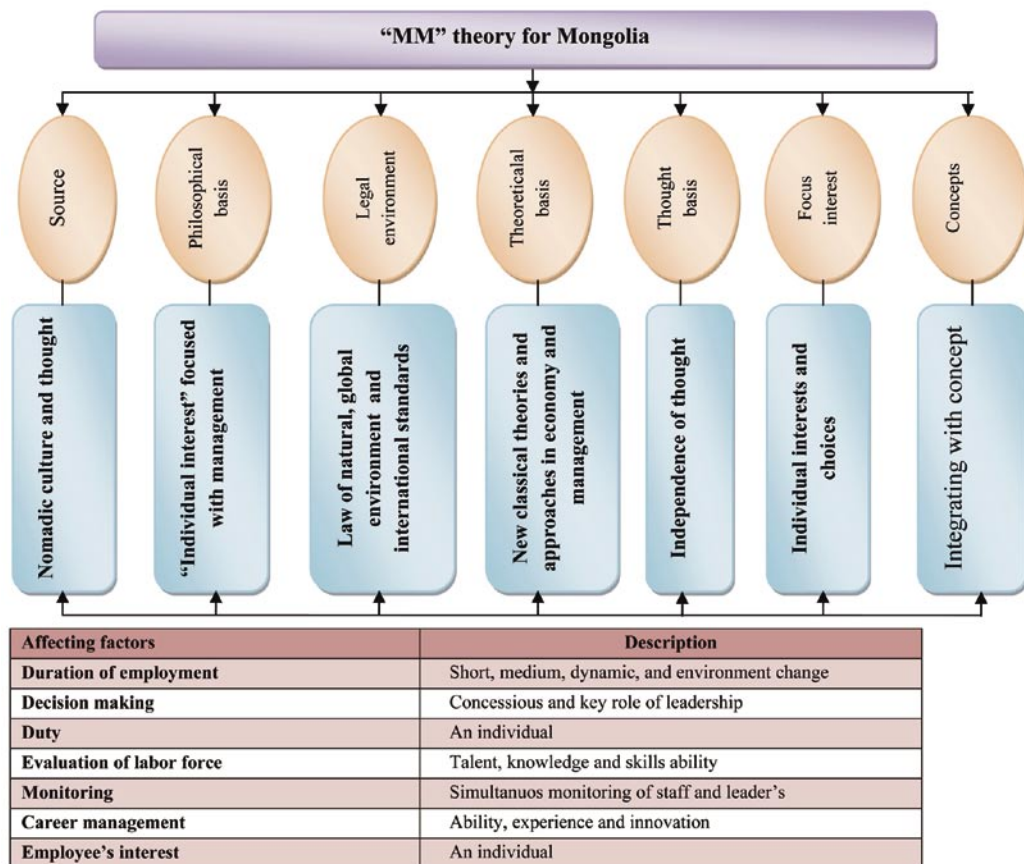 “MM” theory for Mongolia
Source
Philosophical
basis
Legal
environment
Theoreticalal
basis
Thought
basis
Focus
interest
Concepts
Nomadic culture and thought
“Individual interest” focused
with management
Law of natural, global
environment and
international standards
New classical theories and
approaches in economy and
management
Independence of thought
Individual interests and
choices
Integrating with concept
Affecting factors Description
Duration of employment Short, medium, dynamic, and environment change
Decision making Concessious and key role of leadership
Duty An individual
Evaluation of labor force Talent, knowledge and skills ability
Monitoring Simultanuos monitoring of staff and leader’s
Career management Ability, experience and innovation
Employee’s interest An individual